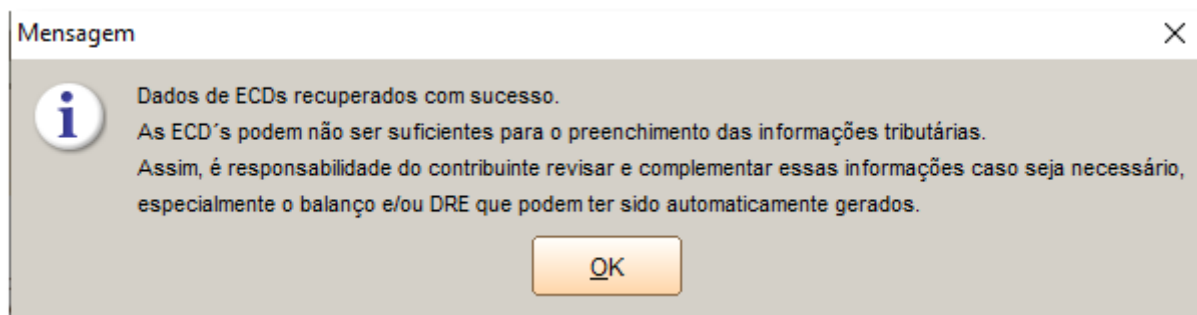 Mensagem
Dados de ECDs recuperados com sucesso.
As ECD´s podem não ser suficientes para o preenchimento das informações tributárias.
Assim, é responsabilidade do contribuinte revisar e complementar essas informações caso seja necessário,
especialmente o balanço e/ou DRE que podem ter sido automaticamente gerados.
OK